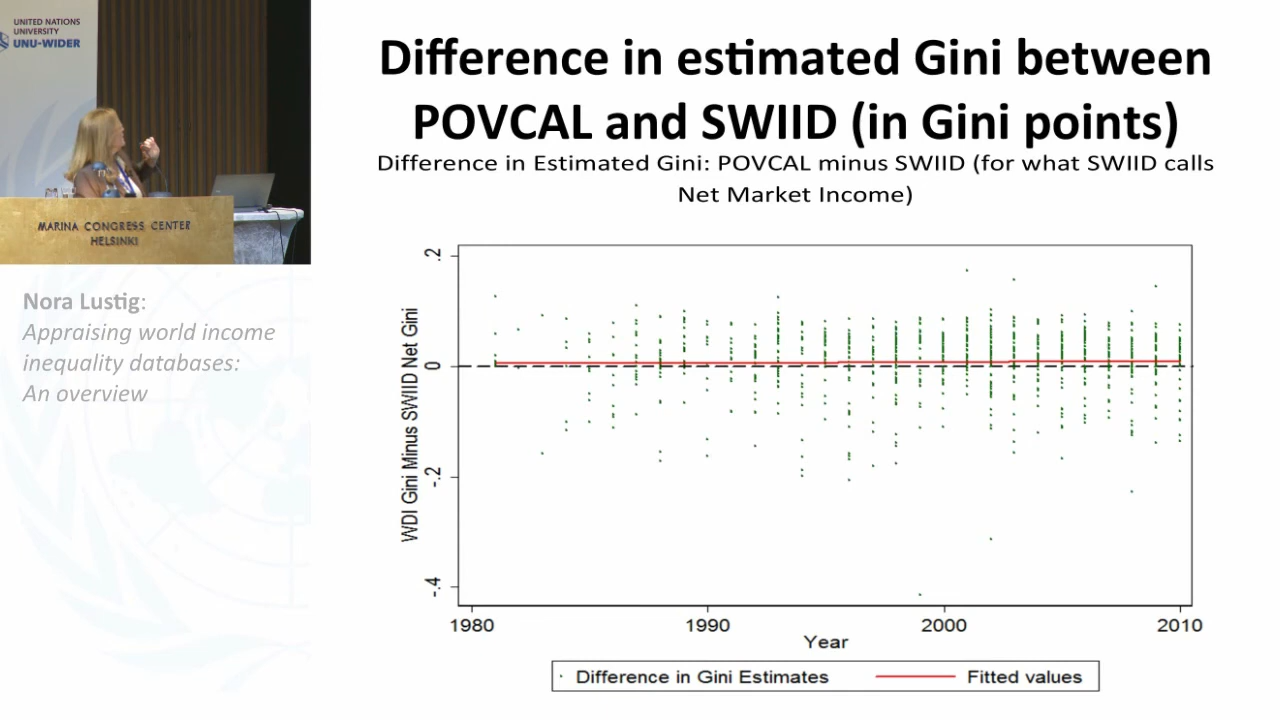 UNITED NATIONS
UNIVERSITY
UNU-WIDER
MARINA CONGRESS CENTER
HELSINKI
Nora Lustig:
Appraising world income
inequality databases:
An overview
Difference in estimated Gini between
POVCAL and SWIID (in Gini points)
Difference in Estimated Gini: POVCAL minus SWIID (for what SWIID calls
Net Market Income)
WDI Gini Minus SWIID Net Gini
.2
0
-.2
-.4
1980
1990
2000
2010
Year
Difference in Gini Estimates
Fitted values